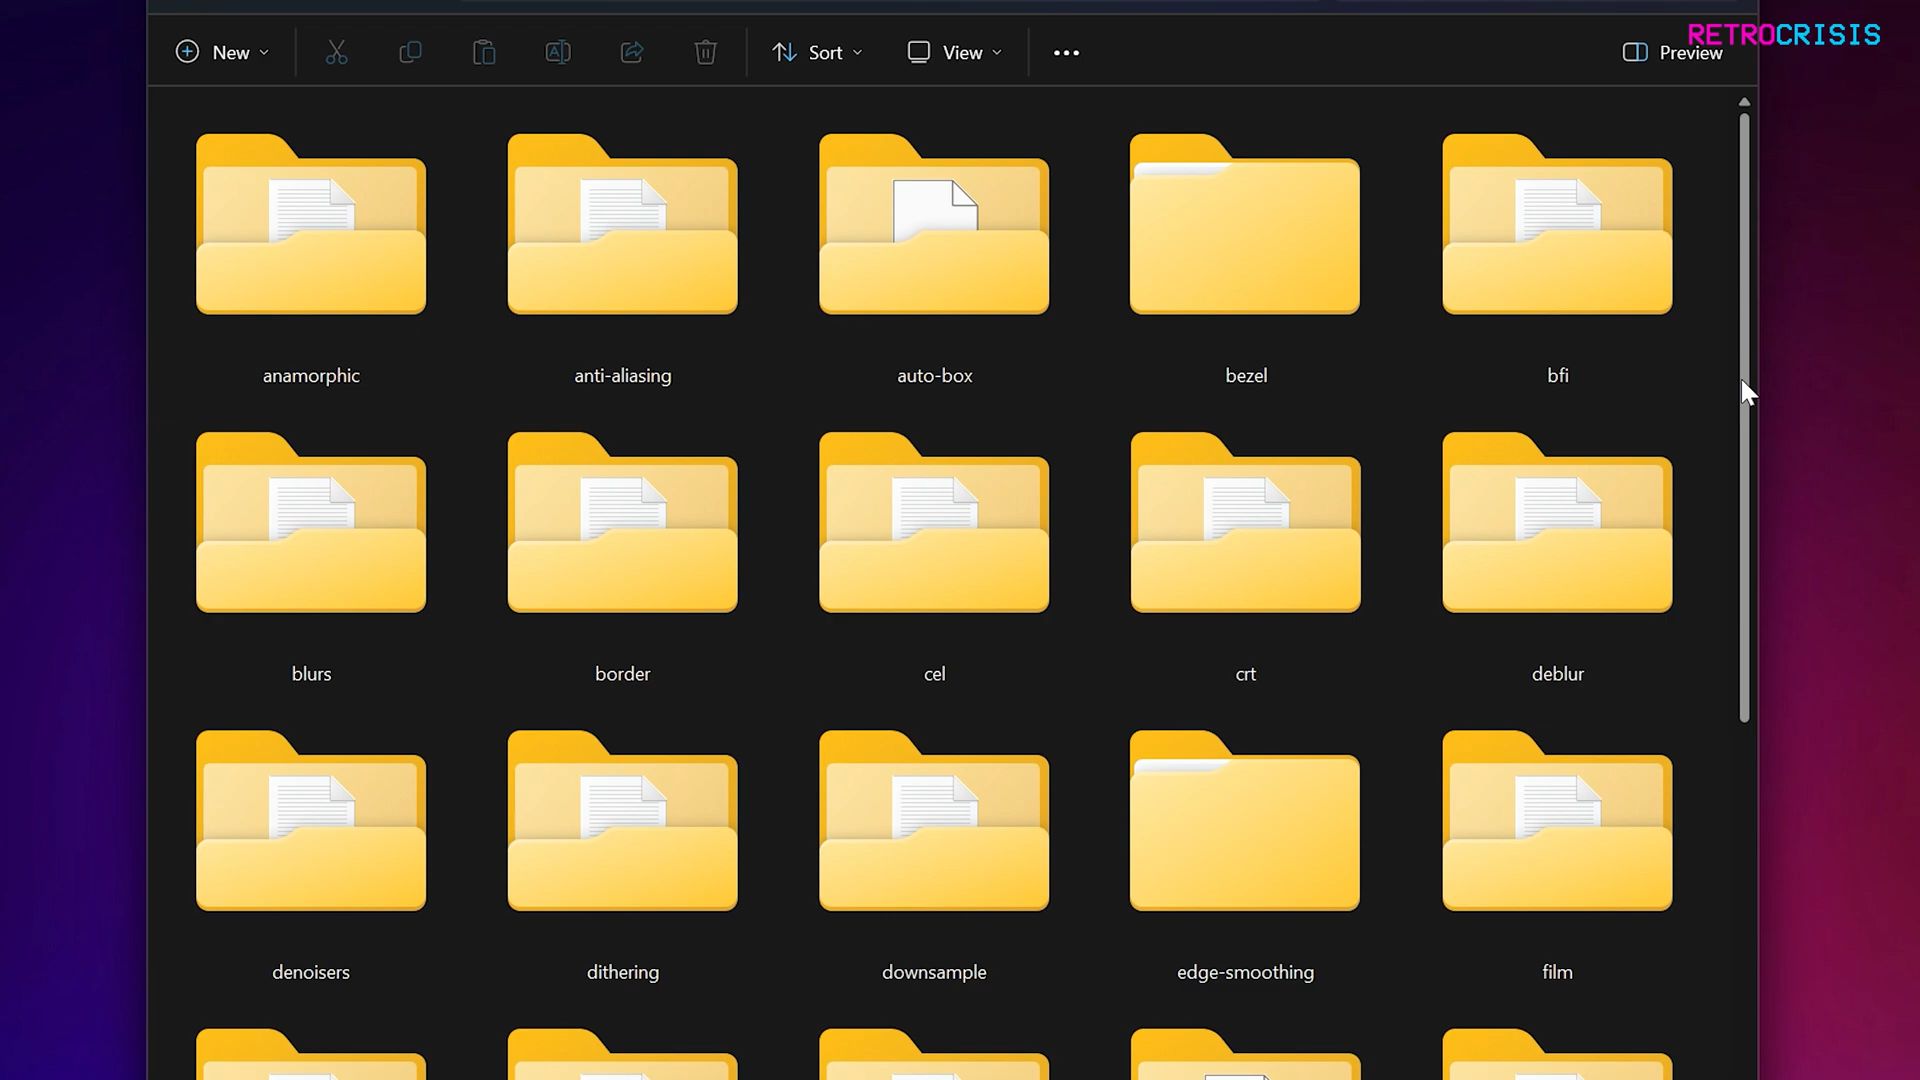 RETROCRISIS
New
Sort
View
Preview
anamorphic
anti-aliasing
auto-box
bezel
bfi
blurs
border
cel
crt
deblur
denoisers
dithering
downsample
edge-smoothing
film